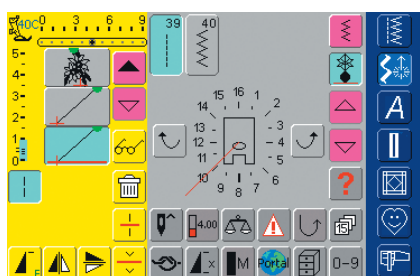 40C 0 3 6 9
39 40
5-
4-
3-
2-
1-
16 1
15 2
14 3
13 - -4
12 - -5
11 - 6
10 9 8 7
?
A
F
4.00
15
x
M
Portal
0-9